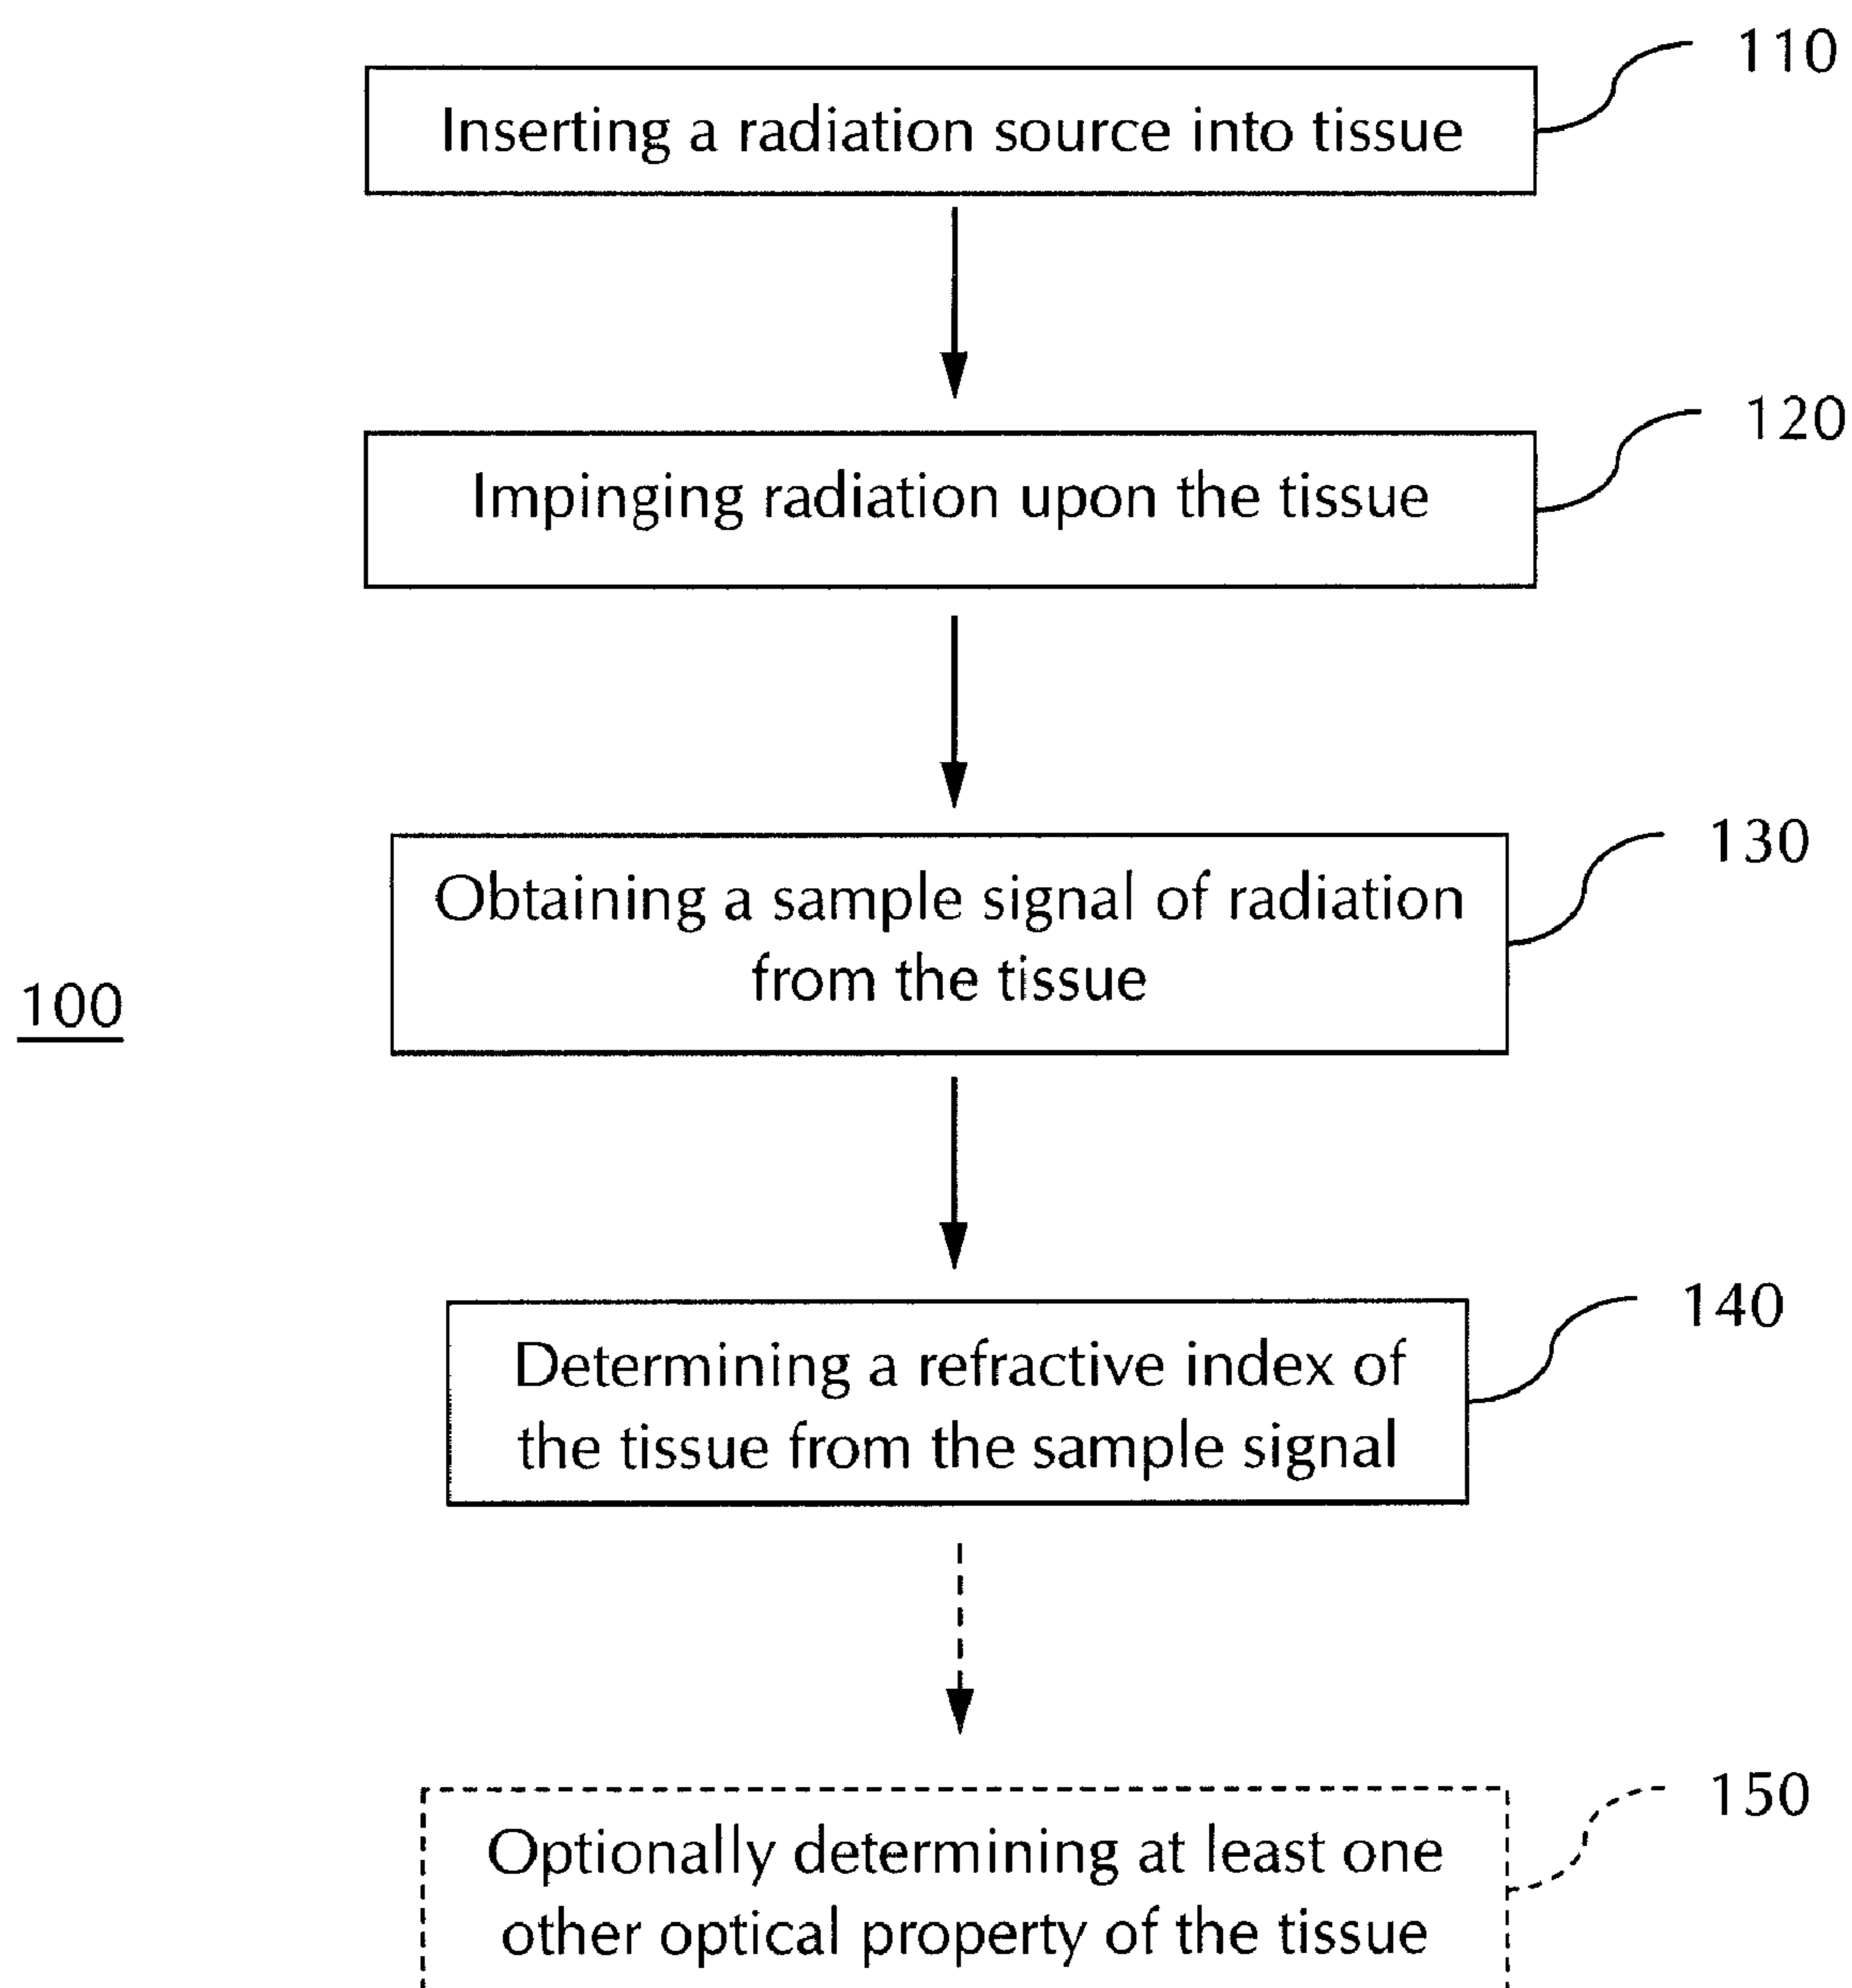 110
Inserting a radiation source into tissue
120
Impinging radiation upon the tissue
130
Obtaining a sample signal of radiation
from the tissue
100
140
Determining a refractive index of
the tissue from the sample signal
150
Optionally determining at least one
other optical property of the tissue